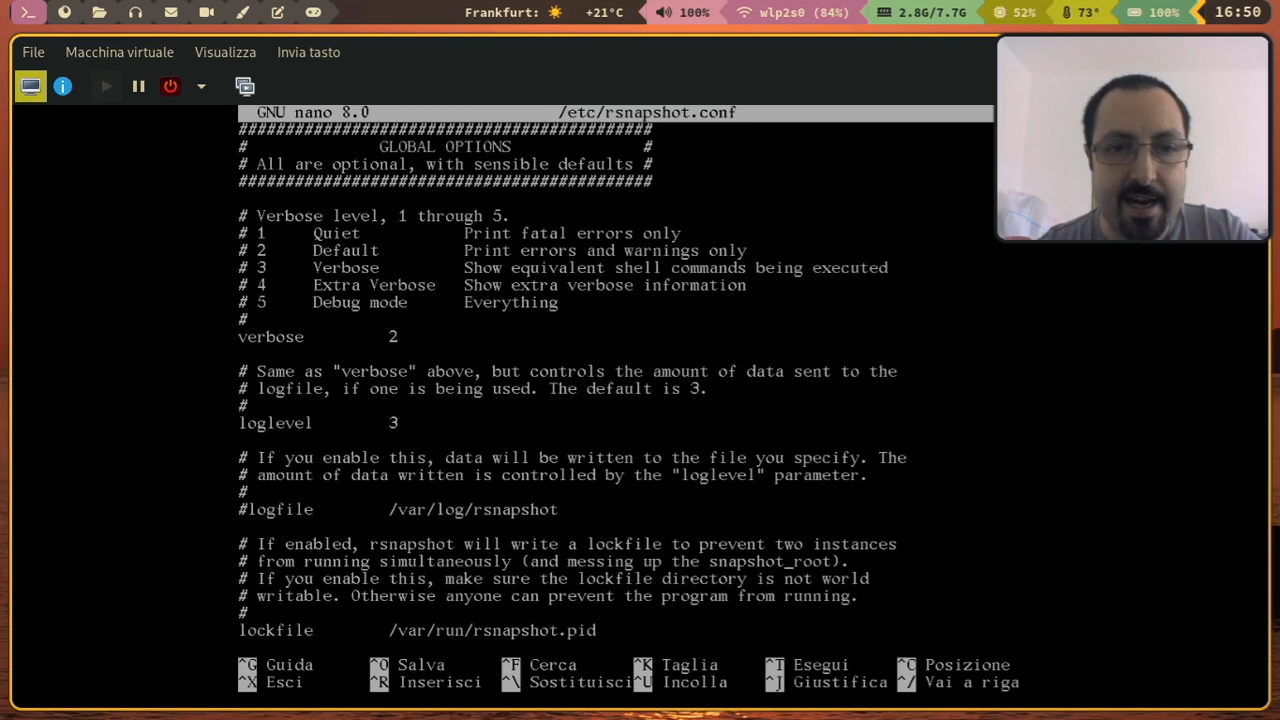 Frankfurt: +21°C 100% wlp2s0 (84%) 2.8G/7.7G 52% 73° 100% 16:50
File Macchina virtuale Visualizza Invia tasto
GNU nano 8.0 /etc/rsnapshot.conf
############################################
# GLOBAL OPTIONS #
# All are optional, with sensible defaults #
############################################
# Verbose level, 1 through 5.
# 1 Quiet Print fatal errors only
# 2 Default Print errors and warnings only
# 3 Verbose Show equivalent shell commands being executed
# 4 Extra Verbose Show extra verbose information
# 5 Debug mode Everything
#
verbose 2
# Same as "verbose" above, but controls the amount of data sent to the
# logfile, if one is being used. The default is 3.
#
loglevel 3
# If you enable this, data will be written to the file you specify. The
# amount of data written is controlled by the "loglevel" parameter.
#
#logfile /var/log/rsnapshot
# If enabled, rsnapshot will write a lockfile to prevent two instances
# from running simultaneously (and messing up the snapshot_root).
# If you enable this, make sure the lockfile directory is not world
# writable. Otherwise anyone can prevent the program from running.
#
lockfile /var/run/rsnapshot.pid
^G Guida ^O Salva ^F Cerca ^K Taglia ^T Esegui ^C Posizione
^X Esci ^R Inserisci ^\ Sostituisci ^U Incolla ^J Giustifica ^/ Vai a riga